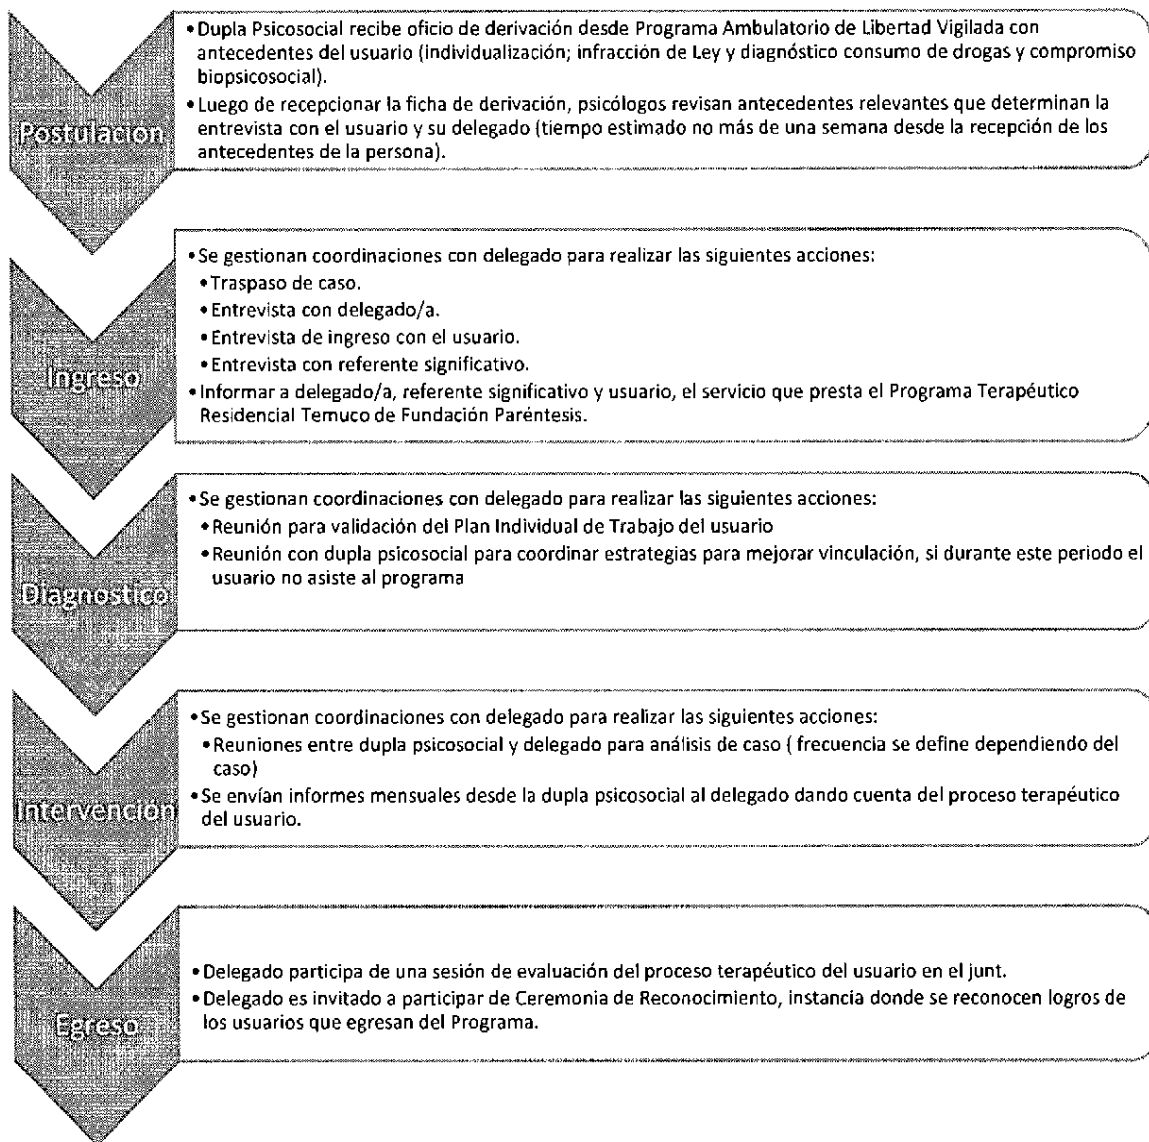 Postulacion
•Dupla Psicosocial recibe oficio de derivación desde Programa Ambulatorio de Libertad Vigilada con
antecedentes del usuario (individualización; infracción de Ley y diagnóstico consumo de drogas y compromiso
biopsicosocial).
•Luego de recepcionar la ficha de derivación, psicólogos revisan antecedentes relevantes que determinan la
entrevista con el usuario y su delegado (tiempo estimado no más de una semana desde la recepción de los
antecedentes de la persona).
Ingreso
•Se gestionan coordinaciones con delegado para realizar las siguientes acciones:
•Traspaso de caso.
•Entrevista con delegado/a.
•Entrevista de ingreso con el usuario.
•Entrevista con referente significativo.
•Informar a delegado/a, referente significativo y usuario, el servicio que presta el Programa Terapéutico
Residencial Temuco de Fundación Paréntesis.
Diagnostico
•Se gestionan coordinaciones con delegado para realizar las siguientes acciones:
•Reunión para validación del Plan Individual de Trabajo del usuario
•Reunión con dupla psicosocial para coordinar estrategias para mejorar vinculación, si durante este periodo el
usuario no asiste al programa
Intervencion
•Se gestionan coordinaciones con delegado para realizar las siguientes acciones:
•Reuniones entre dupla psicosocial y delegado para análisis de caso ( frecuencia se define dependiendo del
caso)
•Se envían informes mensuales desde la dupla psicosocial al delegado dando cuenta del proceso terapéutico
del usuario.
Egreso
•Delegado participa de una sesión de evaluación del proceso terapéutico del usuario en el junt.
•Delegado es invitado a participar de Ceremonia de Reconocimiento, instancia donde se reconocen logros de
los usuarios que egresan del Programa.